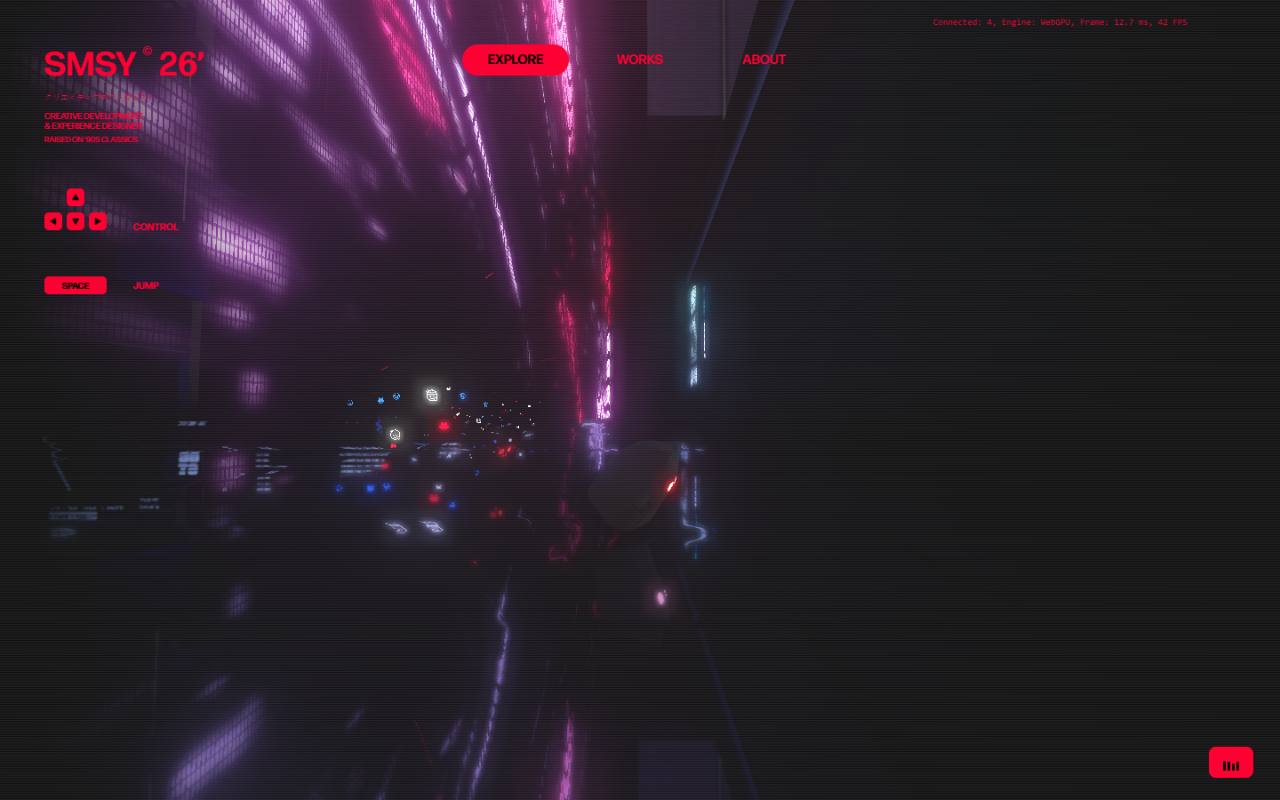 Connected: 4, Engine: WebGPU, Frame: 12.7 ms, 42 FPS
SMSY © 26’
EXPLORE
WORKS
ABOUT
CREATIVE DEVELOPMENT
& EXPERIENCE DESIGNER
RAISED ON '90S CLASSICS
CONTROL
SPACE
JUMP